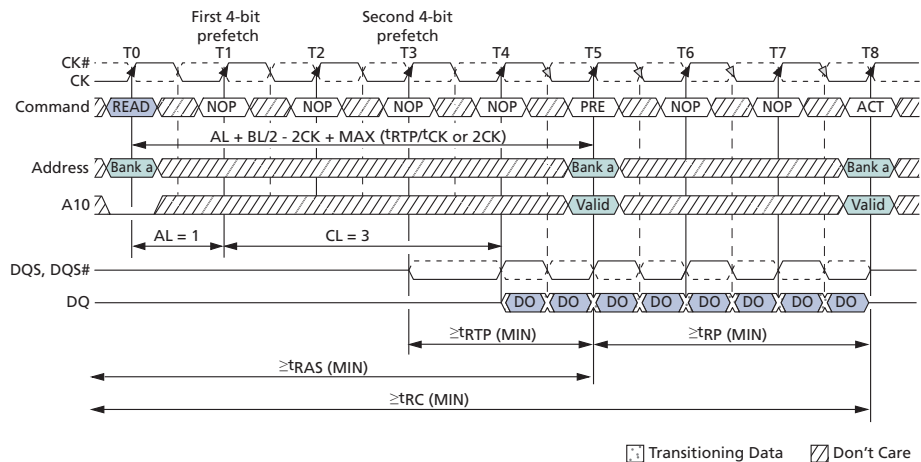 First 4-bit prefetch
Second 4-bit prefetch
T0 T1 T2 T3 T4 T5 T6 T7 T8
CK#
CK
Command READ NOP NOP NOP NOP PRE NOP NOP ACT
AL + BL/2 - 2CK + MAX (tRTP/tCK or 2CK)
Address Bank a Bank a Bank a
A10 Valid Valid
AL = 1 CL = 3
DQS, DQS#
DQ DO DO DO DO DO DO DO DO
≥tRTP (MIN) ≥tRP (MIN)
≥tRAS (MIN)
≥tRC (MIN)
Transitioning Data Don't Care